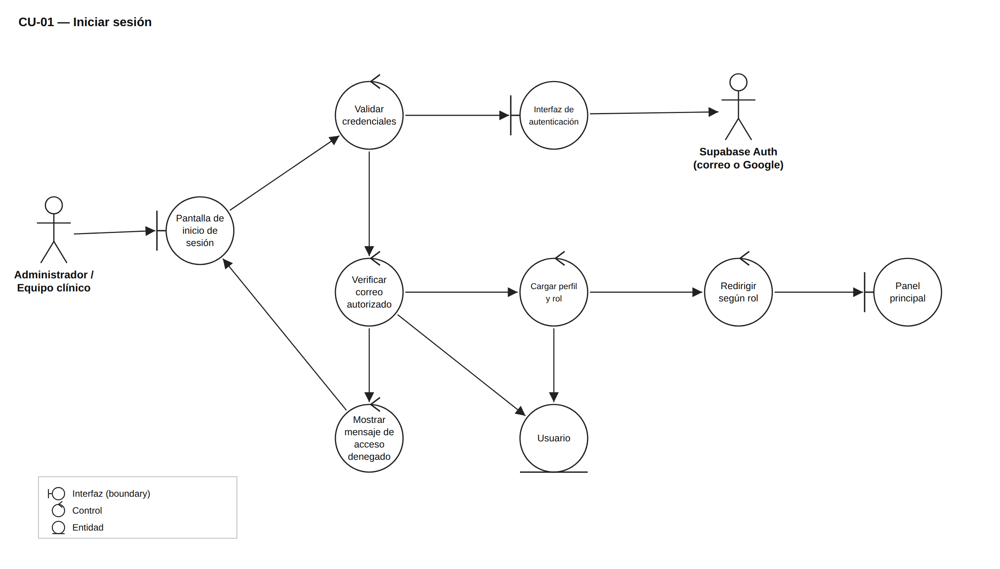 CU-01 — Iniciar sesión
Validar
credenciales
Interfaz de
autenticación
Supabase Auth
(correo o Google)
Administrador /
Equipo clínico
Pantalla de
inicio de
sesión
Verificar
correo
autorizado
Cargar perfil
y rol
Redirigir
según rol
Panel
principal
Mostrar
mensaje de
acceso
denegado
Usuario
Interfaz (boundary)
Control
Entidad